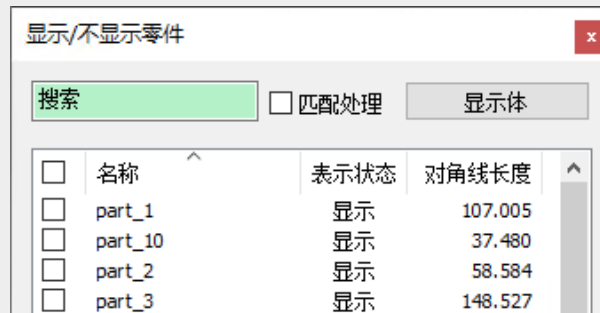 显示/不显示零件
x
搜索 匹配处理 显示体
名称 表示状态 对角线长度
part_1 显示 107.005
part_10 显示 37.480
part_2 显示 58.584
part_3 显示 148.527